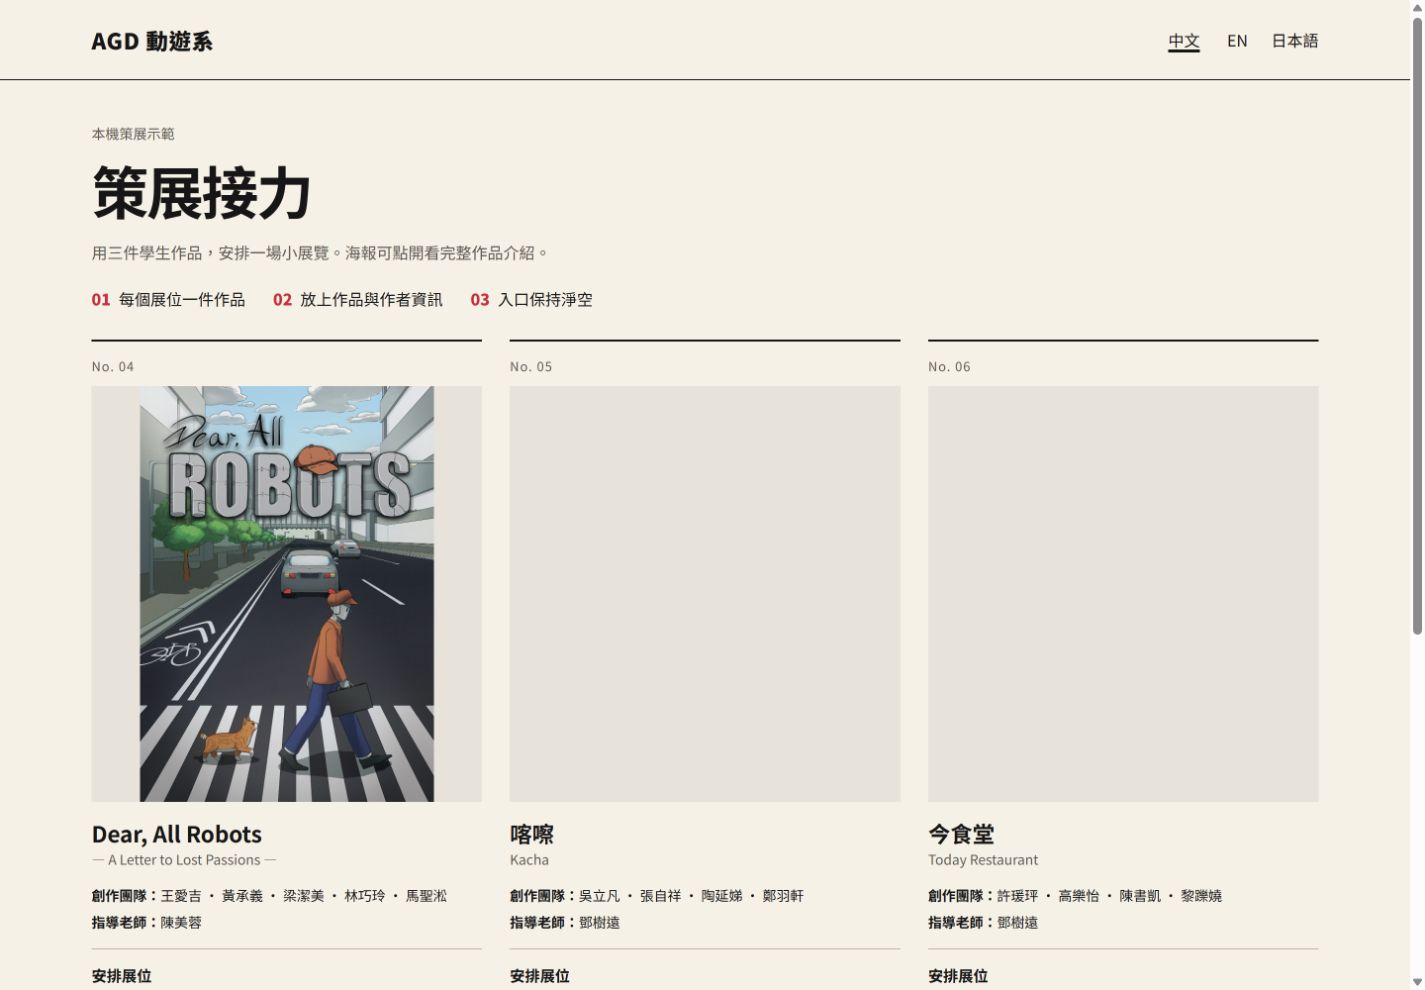 AGD 動遊系
中文 EN 日本語
本機策展示範
策展接力
用三件學生作品，安排一場小展覽。海報可點開看完整作品介紹。
01 每個展位一件作品 02 放上作品與作者資訊 03 入口保持淨空
No. 04
Dear, All
ROBOTS
Dear, All Robots
— A Letter to Lost Passions —
創作團隊：王愛吉 ・ 黃承義 ・ 梁潔美 ・ 林巧玲 ・ 馬聖淞
指導老師：陳美蓉
安排展位
No. 05
喀嚓
Kacha
創作團隊：吳立凡 ・ 張自祥 ・ 陶延娣 ・ 鄭羽軒
指導老師：鄧樹遠
安排展位
No. 06
今食堂
Today Restaurant
創作團隊：許瑗玶 ・ 高樂怡 ・ 陳書凱 ・ 黎躒嬈
指導老師：鄧樹遠
安排展位